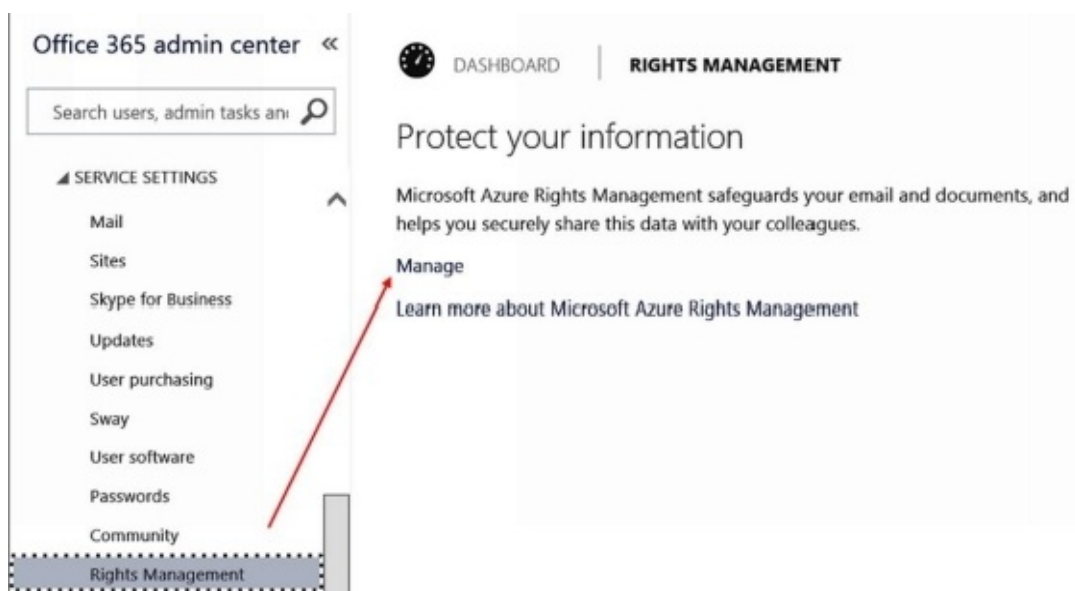 Office 365 admin center «
Search users, admin tasks an
SERVICE SETTINGS
Mail
Sites
Skype for Business
Updates
User purchasing
Sway
User software
Passwords
Community
Rights Management
DASHBOARD | RIGHTS MANAGEMENT
Protect your information
Microsoft Azure Rights Management safeguards your email and documents, and
helps you securely share this data with your colleagues.
Manage
Learn more about Microsoft Azure Rights Management